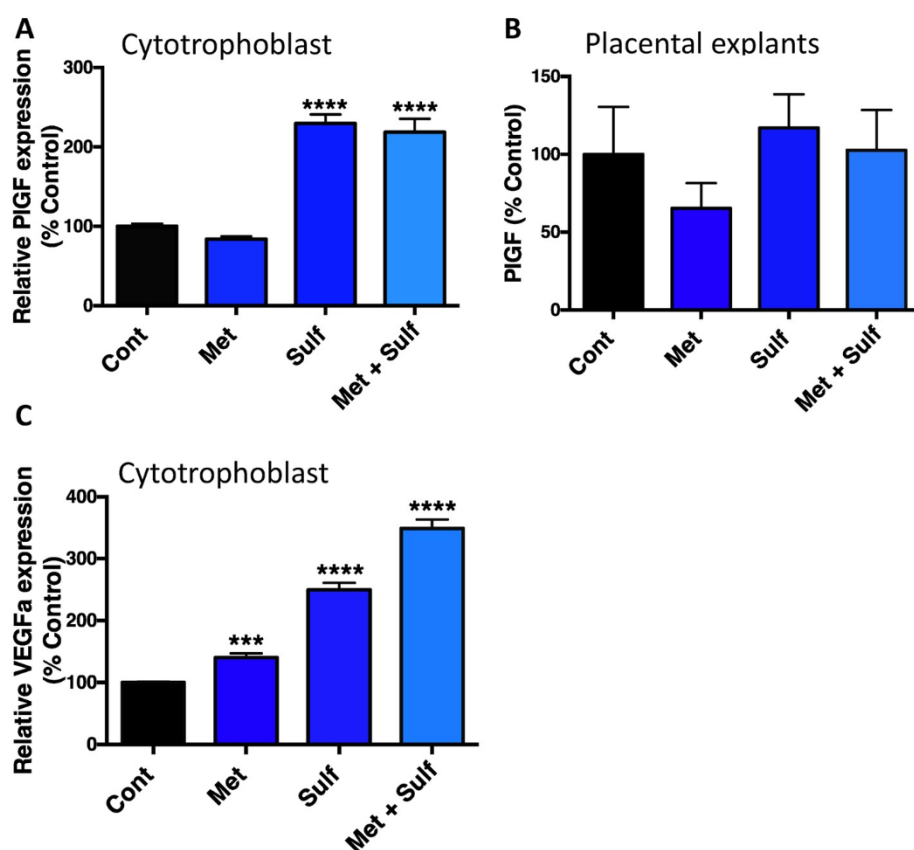 A
Cytotrophoblast
Relative PlGF expression
(% Control)
300
200
100
0
****
****
Cont
Met
Sulf
Met + Sulf
B
Placental explants
PlGF (% Control)
150
100
50
0
Cont
Met
Sulf
Met + Sulf
C
Cytotrophoblast
Relative VEGFa expression
(% Control)
400
300
200
100
0
***
****
****
Cont
Met
Sulf
Met + Sulf